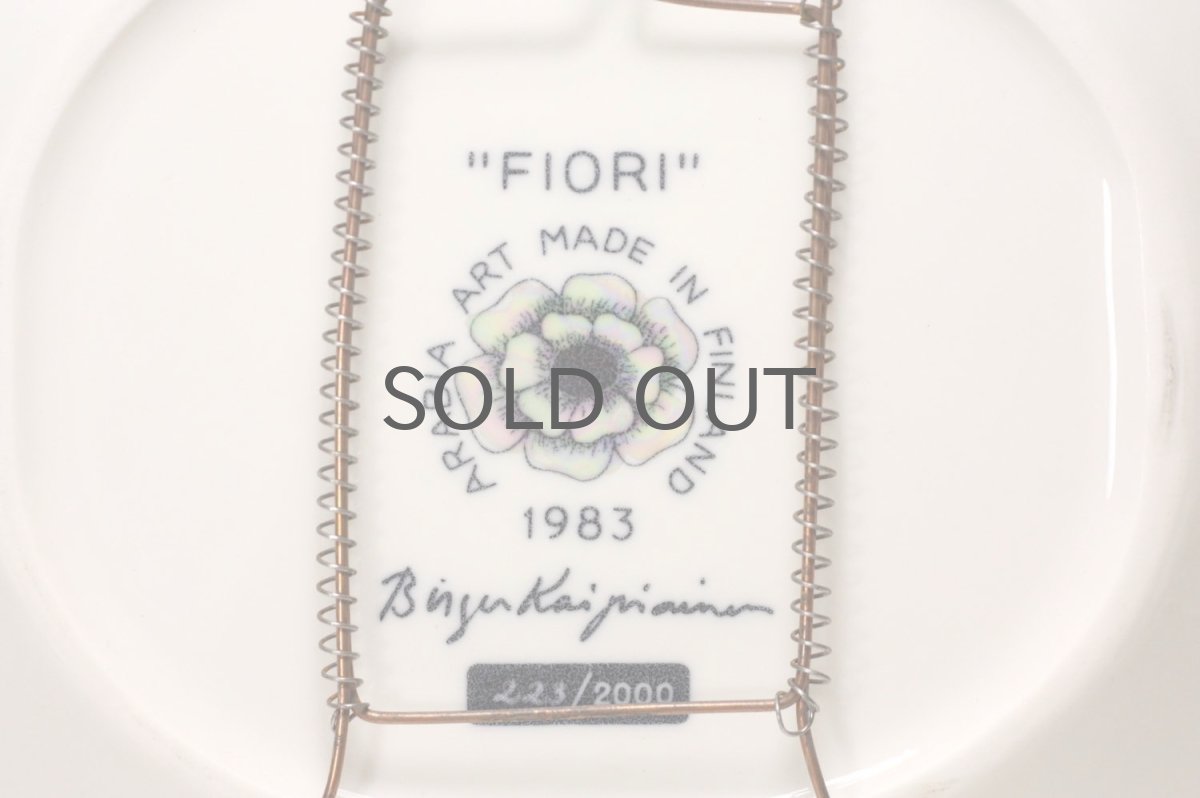 "FIORI"
ARABIA ART MADE IN FINLAND
SOLD OUT
1983
Birger Kaipiainen
223/2000